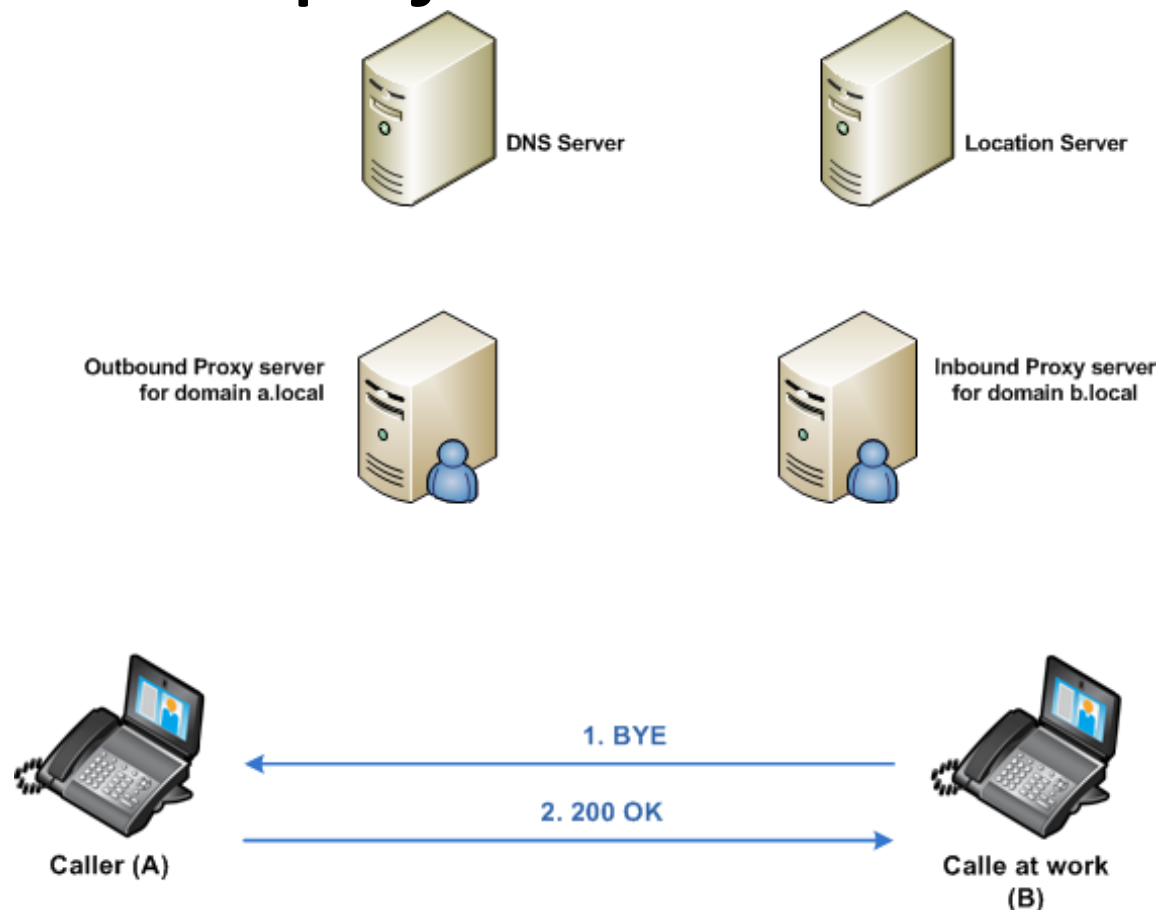 DNS Server
Location Server
Outbound Proxy server
for domain a.local
Inbound Proxy server
for domain b.local
1. BYE
2. 200 OK
Caller (A)
Calle at work
(B)